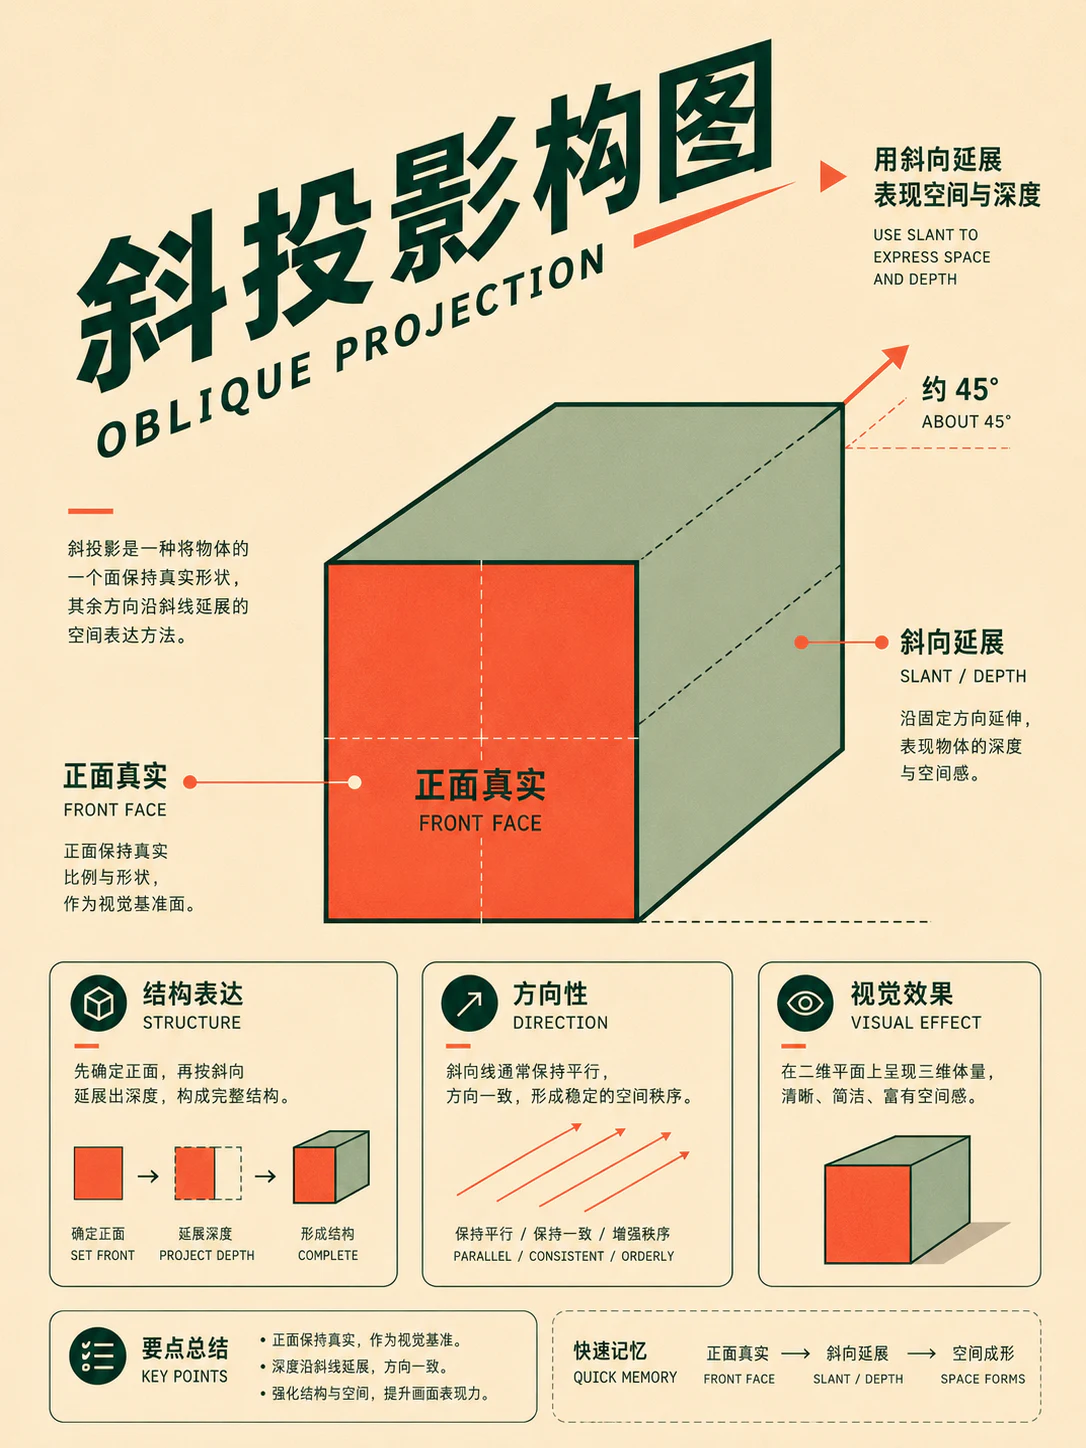 斜投影构图
OBLIQUE PROJECTION
用斜向延展
表现空间与深度
USE SLANT TO
EXPRESS SPACE
AND DEPTH
约 45°
ABOUT 45°
斜投影是一种将物体的
一个面保持真实形状，
其余方向沿斜线延展的
空间表达方法。
斜向延展
SLANT / DEPTH
沿固定方向延伸，
表现物体的深度
与空间感。
正面真实
FRONT FACE
正面保持真实
比例与形状，
作为视觉基准面。
正面真实
FRONT FACE
结构表达
STRUCTURE
先确定正面，再按斜向
延展出深度，构成完整结构。
确定正面
SET FRONT
延展深度
PROJECT DEPTH
形成结构
COMPLETE
方向性
DIRECTION
斜向线通常保持平行，
方向一致，形成稳定的空间秩序。
保持平行 / 保持一致 / 增强秩序
PARALLEL / CONSISTENT / ORDERLY
视觉效果
VISUAL EFFECT
在二维平面上呈现三维体量，
清晰、简洁、富有空间感。
要点总结
KEY POINTS
• 正面保持真实，作为视觉基准。
• 深度沿斜线延展，方向一致。
• 强化结构与空间，提升画面表现力。
快速记忆
QUICK MEMORY
正面真实 → 斜向延展 → 空间成形
FRONT FACE SLANT / DEPTH SPACE FORMS